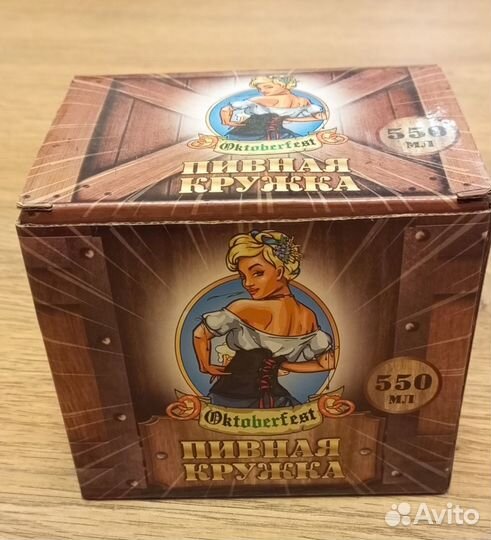 Oktoberfest
ПИВНАЯ
КРУЖКА
550
МЛ
Oktoberfest
ПИВНАЯ
КРУЖКА
550
МЛ
Avito